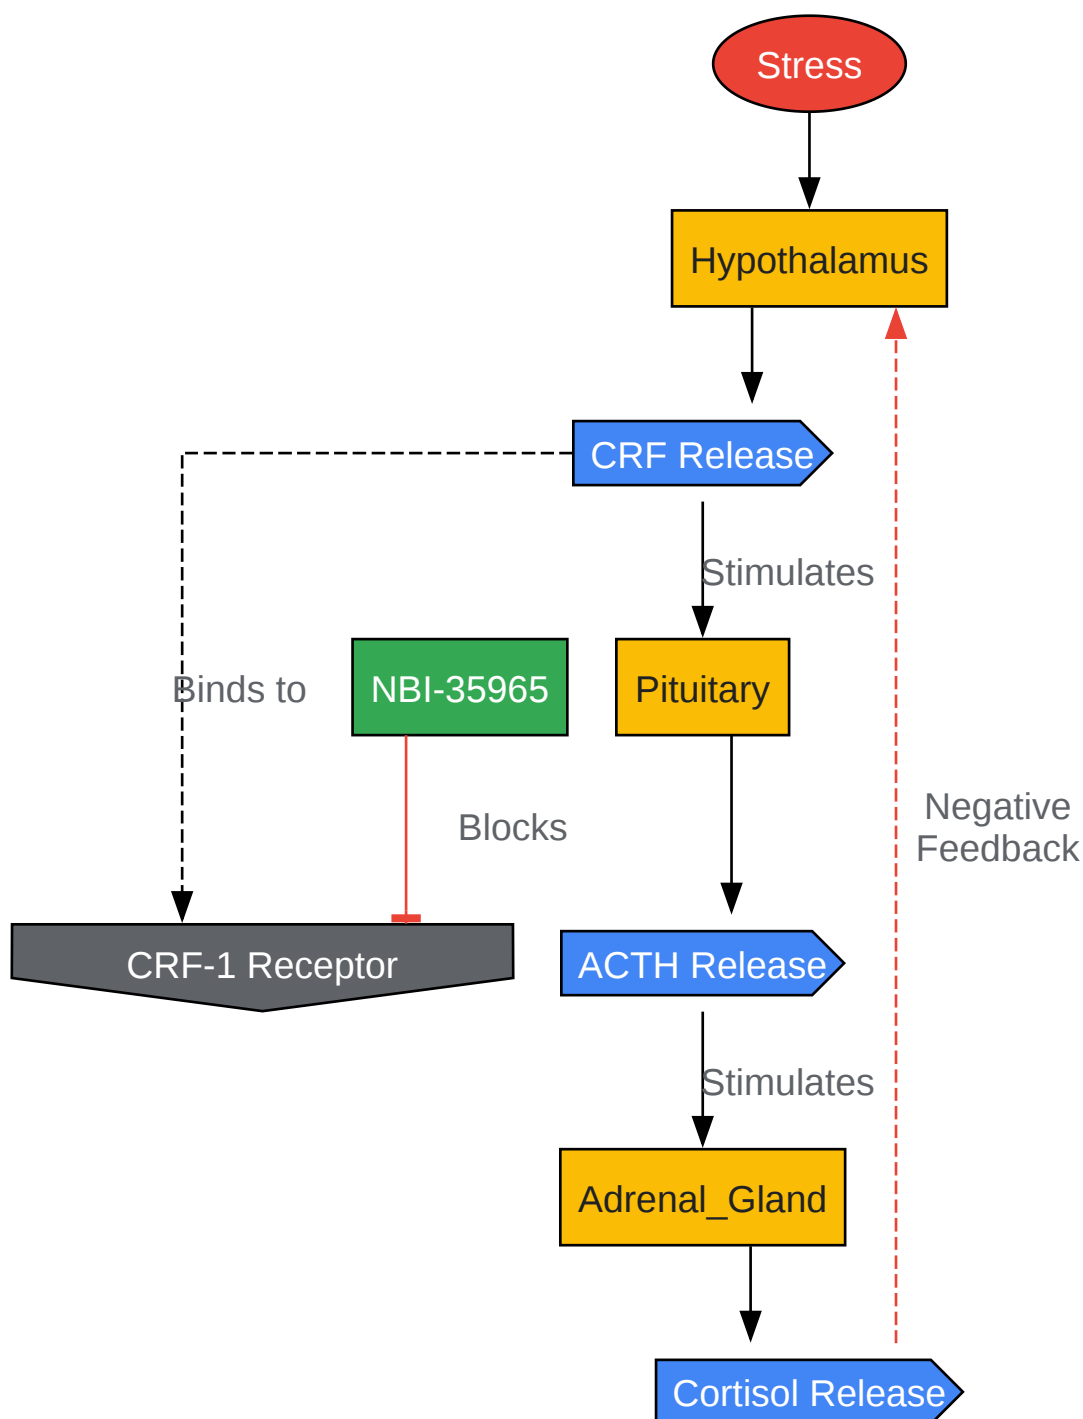 Stress
Hypothalamus
CRF Release
Stimulates
Binds to
NBI-35965
Pituitary
Blocks
Negative
Feedback
CRF-1 Receptor
ACTH Release
Stimulates
Adrenal_Gland
Cortisol Release